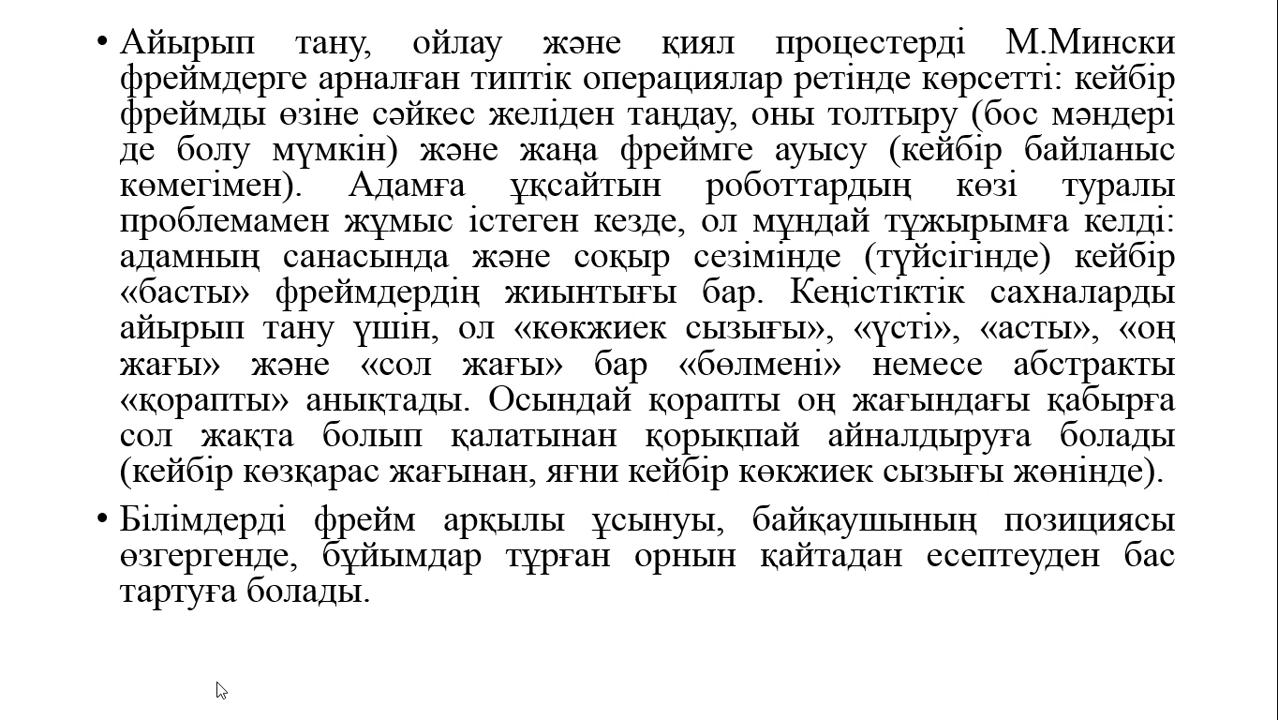 • Айырып тану, ойлау және қиял процестерді М.Мински
фреймдерге арналған типтік операциялар ретінде көрсетті: кейбір
фреймды өзіне сәйкес желіден таңдау, оны толтыру (бос мәндері
де болу мүмкін) және жаңа фреймге ауысу (кейбір байланыс
көмегімен). Адамға ұқсайтын роботтардың көзі туралы
проблемамен жұмыс істеген кезде, ол мұндай тұжырымға келді:
адамның санасында және соқыр сезімінде (түйсігінде) кейбір
«басты» фреймдердің жиынтығы бар. Кеңістіктік сахналарды
айырып тану үшін, ол «көкжиек сызығы», «үсті», «асты», «оң
жағы» және «сол жағы» бар «бөлмені» немесе абстракты
«қорапты» анықтады. Осындай қорапты оң жағындағы қабырға
сол жақта болып қалатынан қорықпай айналдыруға болады
(кейбір көзқарас жағынан, яғни кейбір көкжиек сызығы жөнінде).
• Білімдерді фрейм арқылы ұсынуы, байқаушының позициясы
өзгергенде, бұйымдар тұрған орнын қайтадан есептеуден бас
тартуға болады.